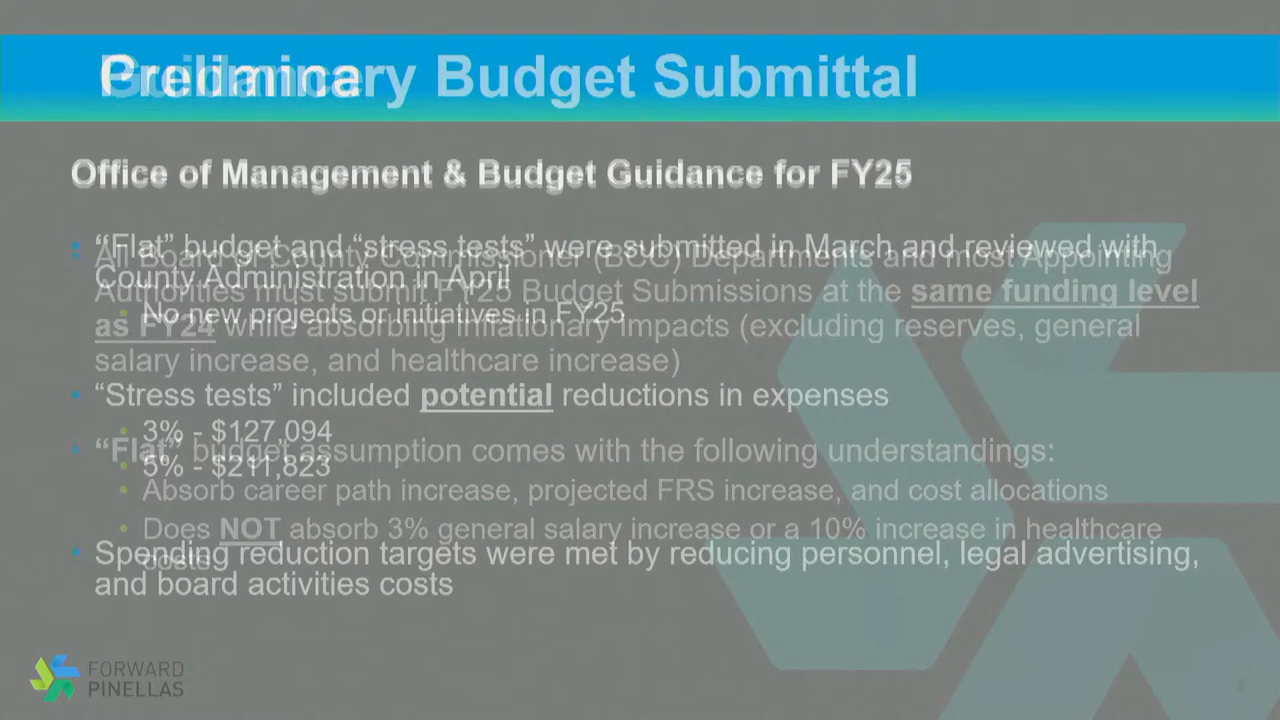 Guidance
Preliminary Budget Submittal
Office of Management & Budget Guidance for FY25
• All Board of County Commissioner (BCC) Departments and most Appointing
Authorities must submit FY25 Budget Submissions at the same funding level
as FY24 while absorbing inflationary impacts (excluding reserves, general
salary increase, and healthcare increase)
• “Flat” budget assumption comes with the following understandings:
• Absorb career path increase, projected FRS increase, and cost allocations
• Does NOT absorb 3% general salary increase or a 10% increase in healthcare
costs
• “Flat” budget and “stress tests” were submitted in March and reviewed with
County Administration in April
• No new projects or initiatives in FY25
• “Stress tests” included potential reductions in expenses
• 3% - $127,094
• 5% - $211,823
• Spending reduction targets were met by reducing personnel, legal advertising,
and board activities costs
FORWARD
PINELLAS